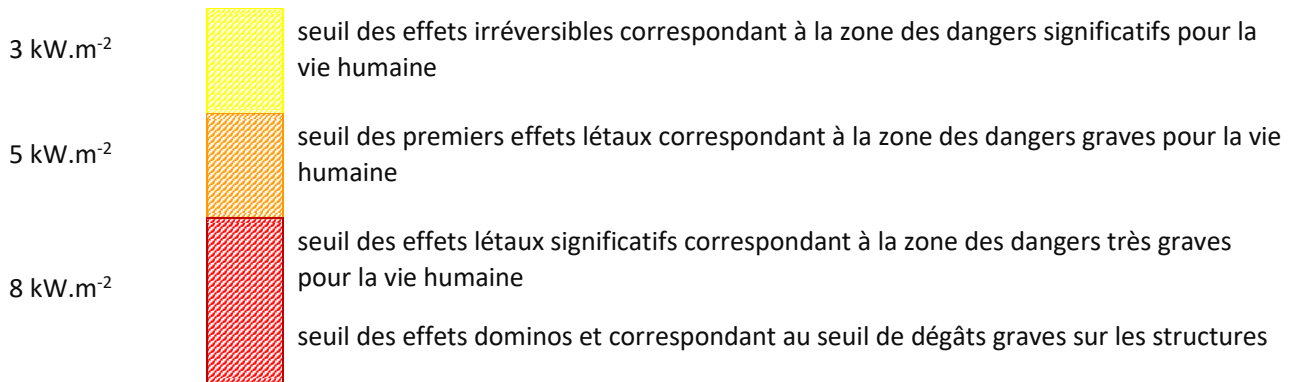 3 kW.m-2
seuil des effets irréversibles correspondant à la zone des dangers significatifs pour la
vie humaine
5 kW.m-2
seuil des premiers effets létaux correspondant à la zone des dangers graves pour la vie
humaine
8 kW.m-2
seuil des effets létaux significatifs correspondant à la zone des dangers très graves
pour la vie humaine
seuil des effets dominos et correspondant au seuil de dégâts graves sur les structures